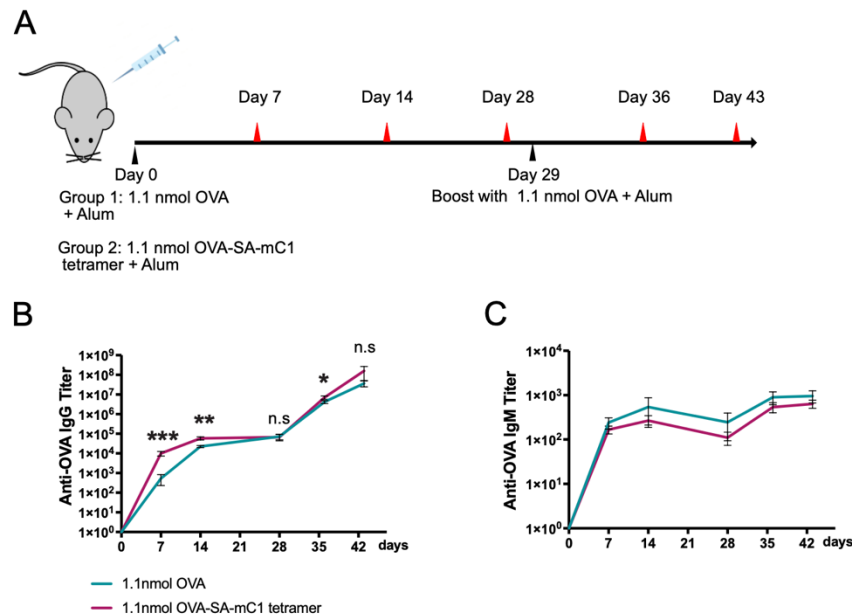 A
Day 7 Day 14 Day 28 Day 36 Day 43
Day 0 Day 29
Group 1: 1.1 nmol OVA
+ Alum
Boost with 1.1 nmol OVA + Alum
Group 2: 1.1 nmol OVA-SA-mC1
tetramer + Alum
B
Anti-OVA IgG Titer
1×10⁹
1×10⁸
1×10⁷
1×10⁶
1×10⁵
1×10⁴
1×10³
1×10²
1×10¹
1×10⁰
*** ** n.s * n.s
0 7 14 21 28 35 42 days
1.1nmol OVA
1.1nmol OVA-SA-mC1 tetramer
C
Anti-OVA IgM Titer
1×10⁴
1×10³
1×10²
1×10¹
1×10⁰
0 7 14 21 28 35 42 days